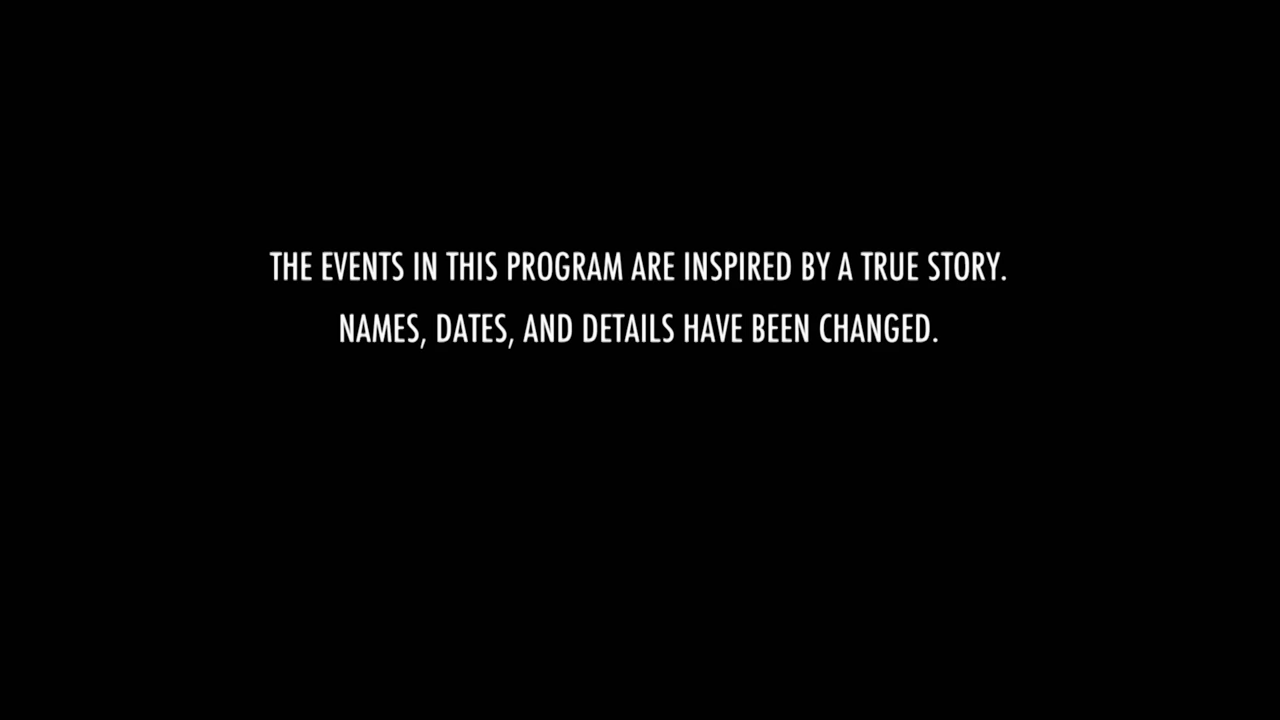 THE EVENTS IN THIS PROGRAM ARE INSPIRED BY A TRUE STORY.
NAMES, DATES, AND DETAILS HAVE BEEN CHANGED.